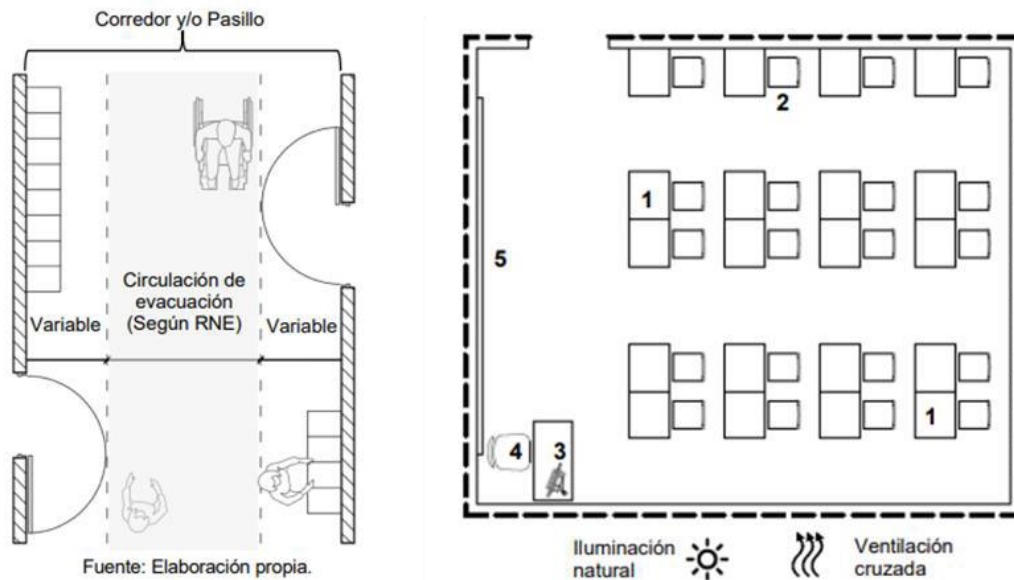 Corredor y/o Pasillo
Circulación de
evacuación
(Según RNE)
Variable
Variable
Fuente: Elaboración propia.
2
1
5
1
4
3
Iluminación
natural
Ventilación
cruzada